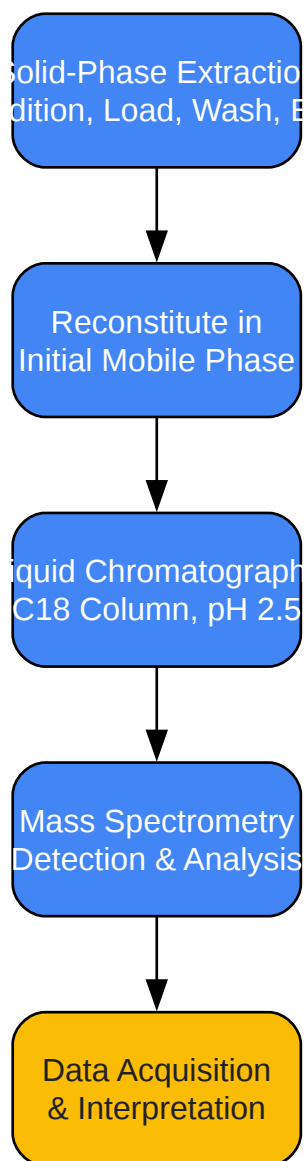 Solid-Phase Extraction
dition, Load, Wash, E
Reconstitute in
Initial Mobile Phase
iquid Chromatograph
C18 Column, pH 2.5
Mass Spectrometry
Detection & Analysis
Data Acquisition
& Interpretation